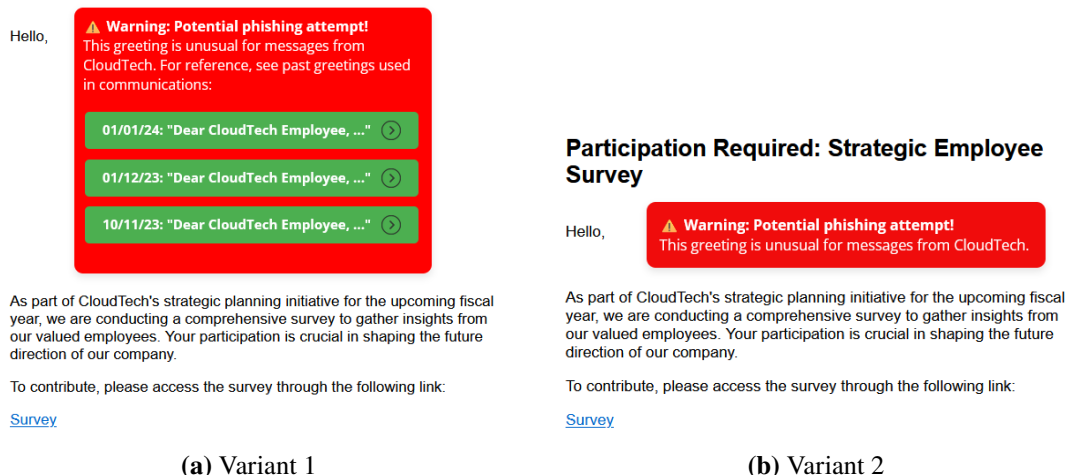 Hello,
⚠ Warning: Potential phishing attempt!
This greeting is unusual for messages from
CloudTech. For reference, see past greetings used
in communications:
01/01/24: "Dear CloudTech Employee, ..."
01/12/23: "Dear CloudTech Employee, ..."
10/11/23: "Dear CloudTech Employee, ..."
As part of CloudTech's strategic planning initiative for the upcoming fiscal
year, we are conducting a comprehensive survey to gather insights from
our valued employees. Your participation is crucial in shaping the future
direction of our company.
To contribute, please access the survey through the following link:
Survey
(a) Variant 1
Participation Required: Strategic Employee
Survey
Hello,
⚠ Warning: Potential phishing attempt!
This greeting is unusual for messages from CloudTech.
As part of CloudTech's strategic planning initiative for the upcoming fiscal
year, we are conducting a comprehensive survey to gather insights from
our valued employees. Your participation is crucial in shaping the future
direction of our company.
To contribute, please access the survey through the following link:
Survey
(b) Variant 2